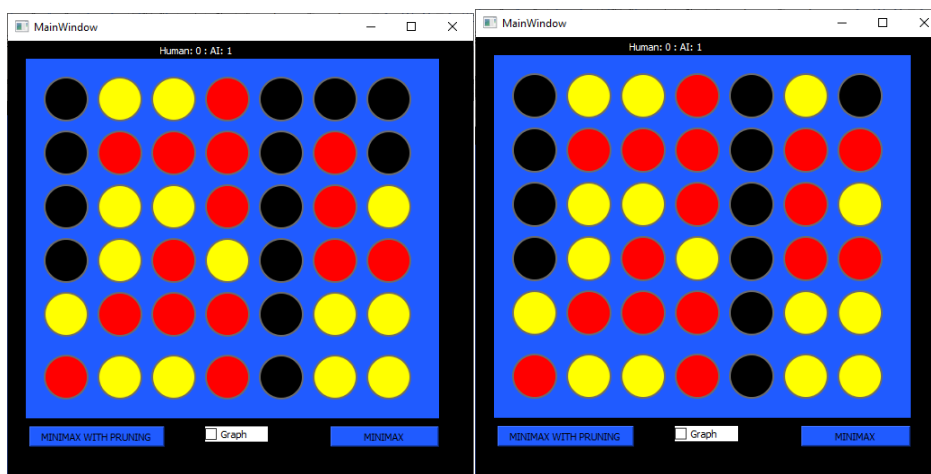 MainWindow
Human: 0 : AI: 1
MINIMAX WITH PRUNING
Graph
MINIMAX
MainWindow
Human: 0 : AI: 1
MINIMAX WITH PRUNING
Graph
MINIMAX